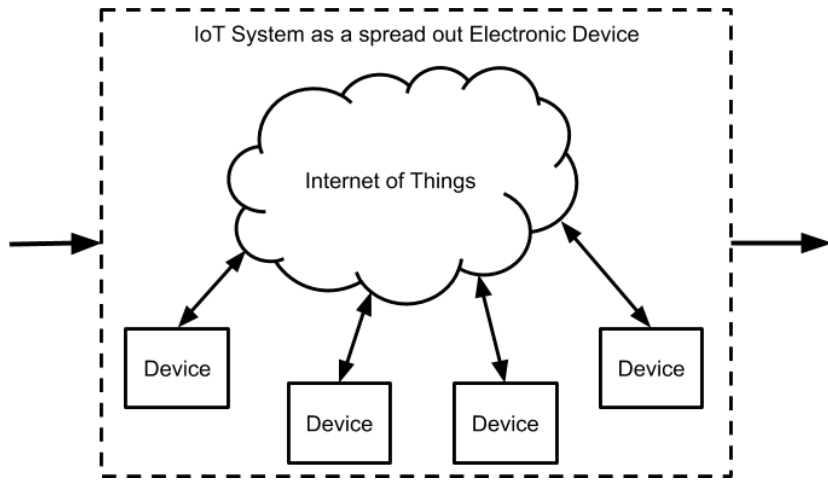 IoT System as a spread out Electronic Device
Internet of Things
Device
Device
Device
Device